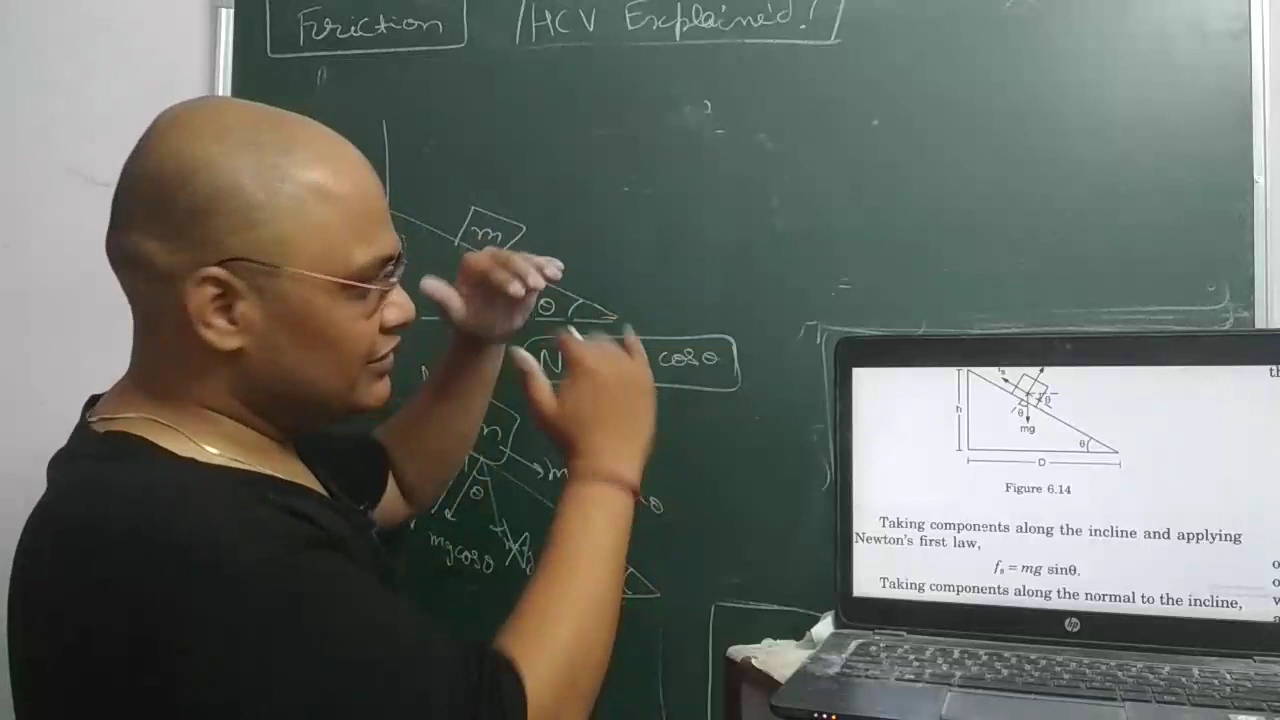 Friction
HCV Explained!
m
θ
N cosθ
m
θ
mgcosθ
θ
h
fs
θ
θ
mg
θ
D
Figure 6.14
Taking components along the incline and applying
Newton's first law,
fs = mg sinθ.
Taking components along the normal to the incline,
hp